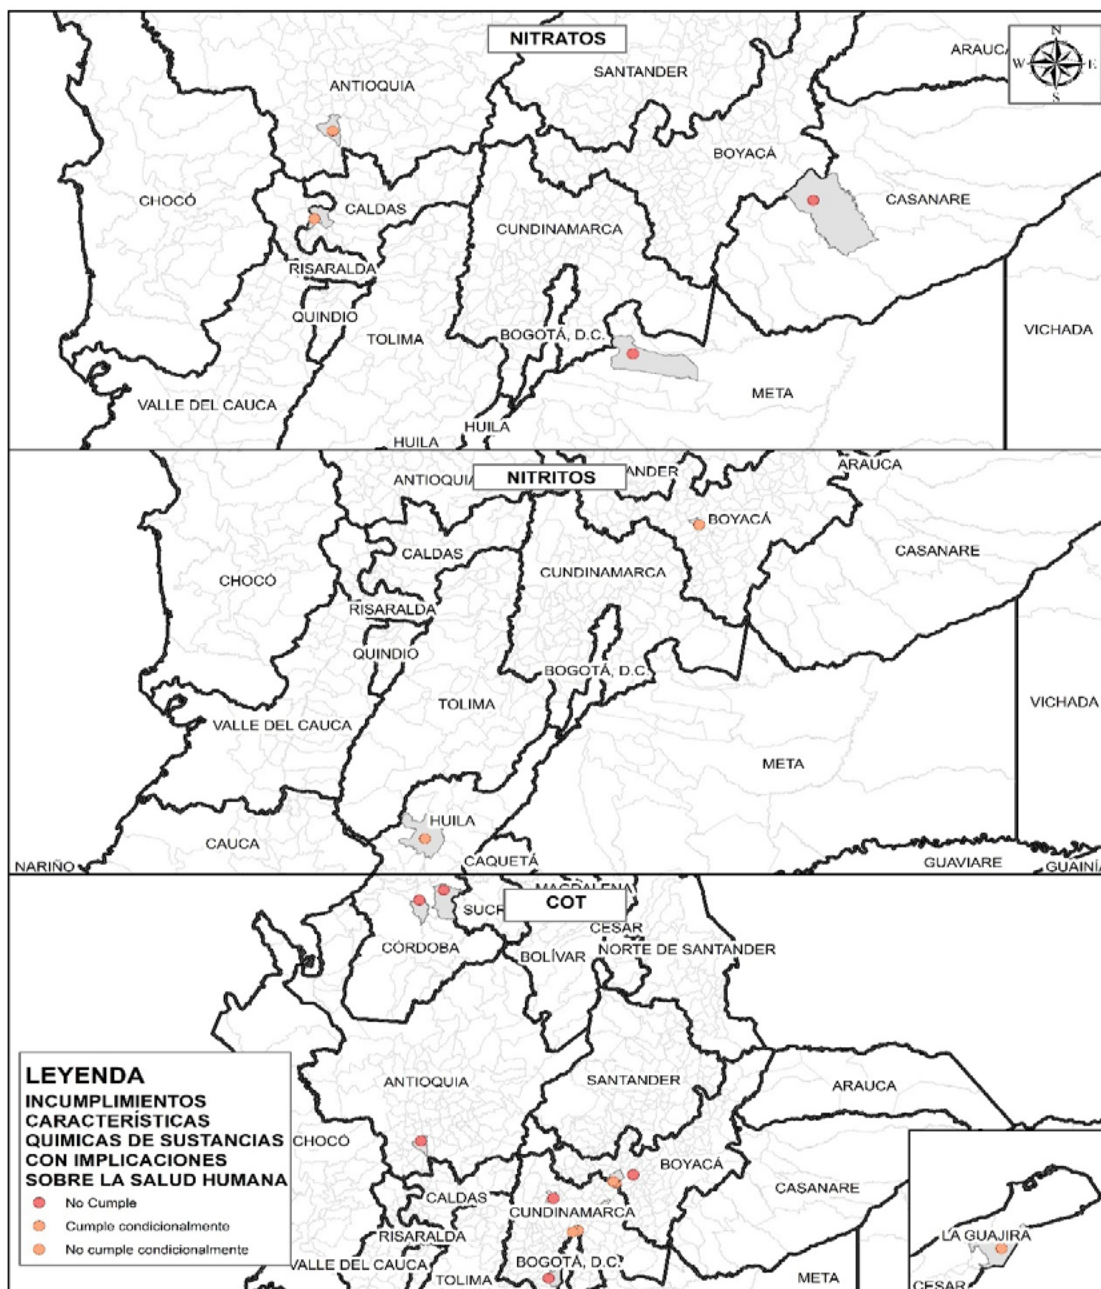 NITRATOS
N
W
E
S
ARAUCA
SANTANDER
ANTIOQUIA
BOYACÁ
CHOCÓ
CALDAS
CASANARE
CUNDINAMARCA
RISARALDA
QUINDIO
BOGOTÁ, D.C.
VICHADA
TOLIMA
META
VALLE DEL CAUCA
HUILA
HUILA
NITRITOS
ANTIOQUIA
ANDER
ARAUCA
BOYACÁ
CALDAS
CASANARE
CHOCÓ
CUNDINAMARCA
RISARALDA
QUINDIO
BOGOTÁ, D.C.
TOLIMA
VICHADA
VALLE DEL CAUCA
META
HUILA
CAUCA
NARIÑO
CAQUETÁ
GUAVIARE
GUAINÍA
COT
MAGDALENA
SUCR
CESAR
CÓRDOBA
BOLÍVAR
NORTE DE SANTANDER
ANTIOQUIA
SANTANDER
ARAUCA
CHOCÓ
BOYACÁ
CALDAS
CASANARE
CUNDINAMARCA
RISARALDA
VALLE DEL CAUCA
BOGOTÁ, D.C.
TOLIMA
META
LA GUAJIRA
CESAR
LEYENDA
INCUMPLIMIENTOS
CARACTERÍSTICAS
QUIMICAS DE SUSTANCIAS
CON IMPLICACIONES
SOBRE LA SALUD HUMANA
No Cumple
Cumple condicionalmente
No cumple condicionalmente